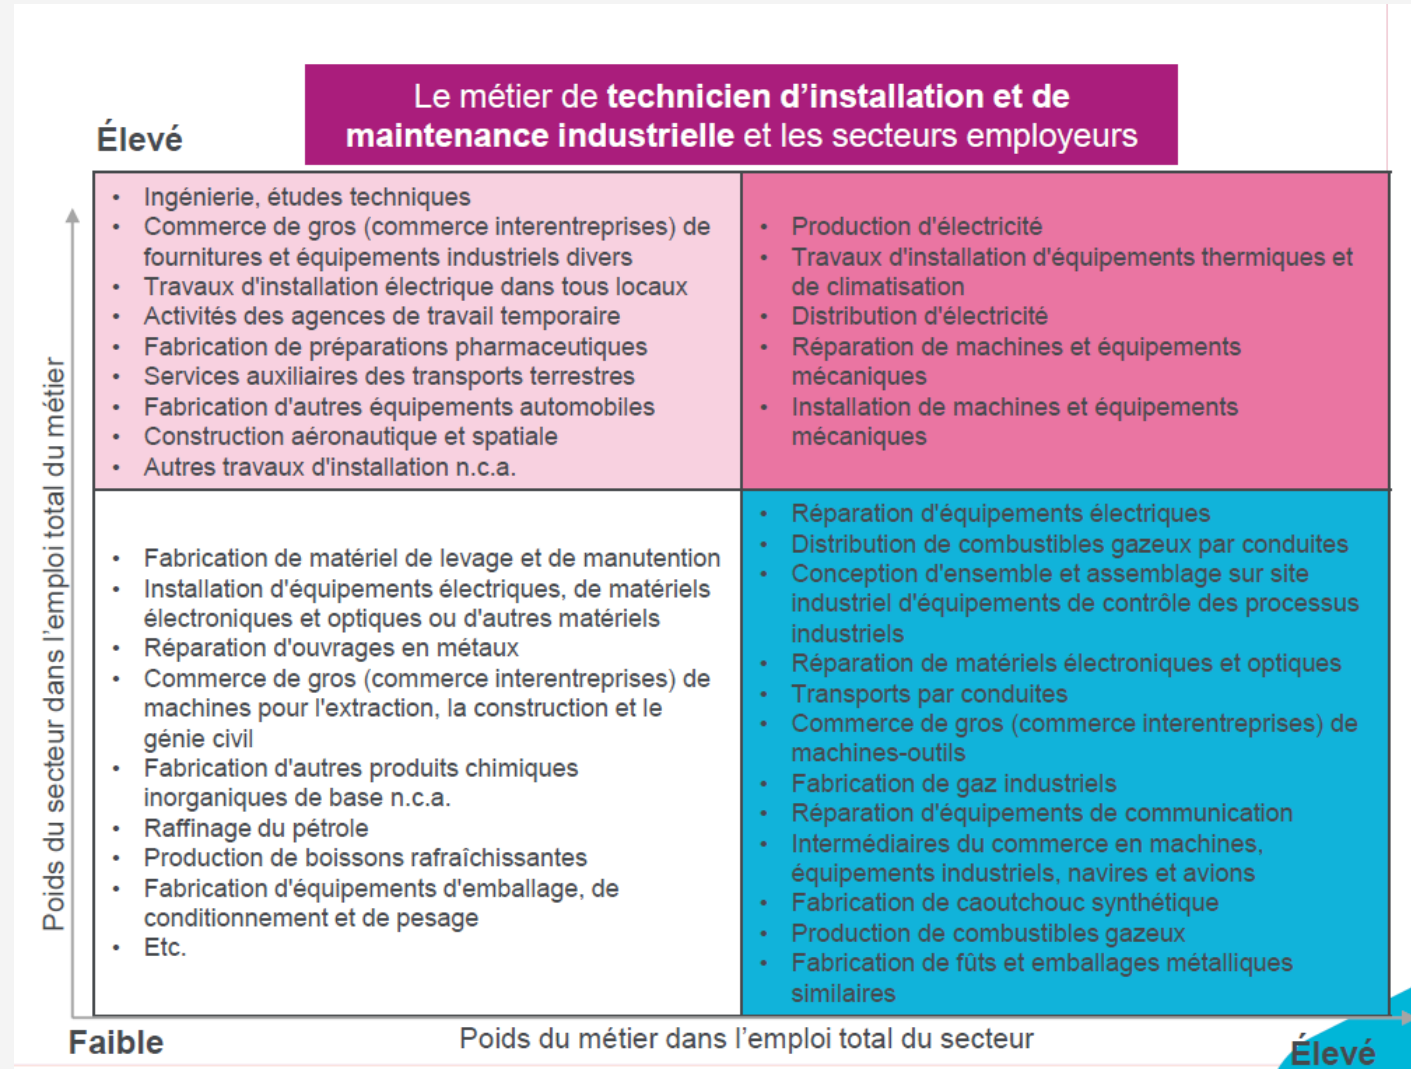 Le métier de technicien d'installation et de
maintenance industrielle et les secteurs employeurs
Élevé
Poids du secteur dans l'emploi total du métier
• Ingénierie, études techniques
• Commerce de gros (commerce interentreprises) de
fournitures et équipements industriels divers
• Travaux d'installation électrique dans tous locaux
• Activités des agences de travail temporaire
• Fabrication de préparations pharmaceutiques
• Services auxiliaires des transports terrestres
• Fabrication d'autres équipements automobiles
• Construction aéronautique et spatiale
• Autres travaux d'installation n.c.a.
• Production d'électricité
• Travaux d'installation d'équipements thermiques et
de climatisation
• Distribution d'électricité
• Réparation de machines et équipements
mécaniques
• Installation de machines et équipements
mécaniques
• Fabrication de matériel de levage et de manutention
• Installation d'équipements électriques, de matériels
électroniques et optiques ou d'autres matériels
• Réparation d'ouvrages en métaux
• Commerce de gros (commerce interentreprises) de
machines pour l'extraction, la construction et le
génie civil
• Fabrication d'autres produits chimiques
inorganiques de base n.c.a.
• Raffinage du pétrole
• Production de boissons rafraîchissantes
• Fabrication d'équipements d'emballage, de
conditionnement et de pesage
• Etc.
• Réparation d'équipements électriques
• Distribution de combustibles gazeux par conduites
• Conception d'ensemble et assemblage sur site
industriel d'équipements de contrôle des processus
industriels
• Réparation de matériels électroniques et optiques
• Transports par conduites
• Commerce de gros (commerce interentreprises) de
machines-outils
• Fabrication de gaz industriels
• Réparation d'équipements de communication
• Intermédiaires du commerce en machines,
équipements industriels, navires et avions
• Fabrication de caoutchouc synthétique
• Production de combustibles gazeux
• Fabrication de fûts et emballages métalliques
similaires
Faible
Poids du métier dans l'emploi total du secteur
Élevé